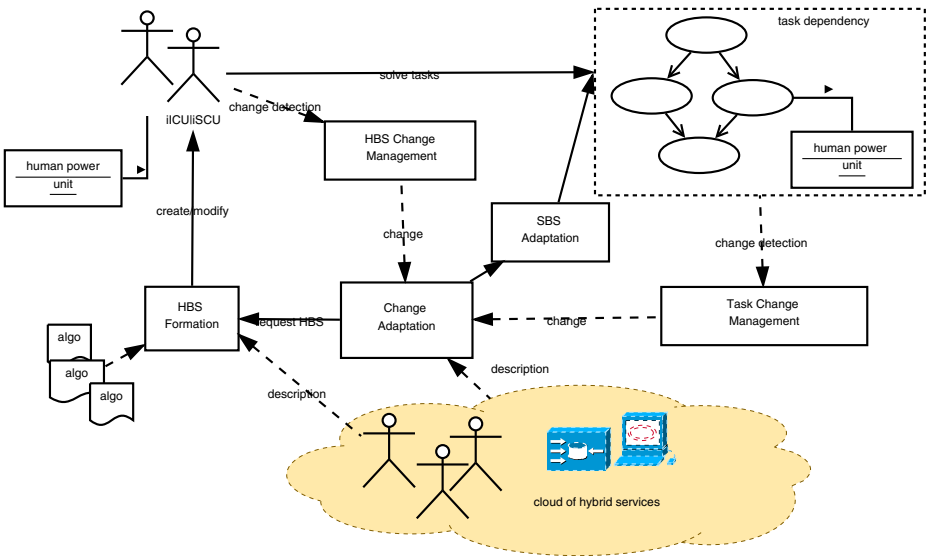 task dependency
solve tasks
change detection
iICU\iSCU
HBS Change
Management
human power
unit
human power
unit
create/modify
change
SBS
Adaptation
change detection
HBS
Formation
request HBS
Change
Adaptation
change
Task Change
Management
algo
algo
algo
description
description
cloud of hybrid services